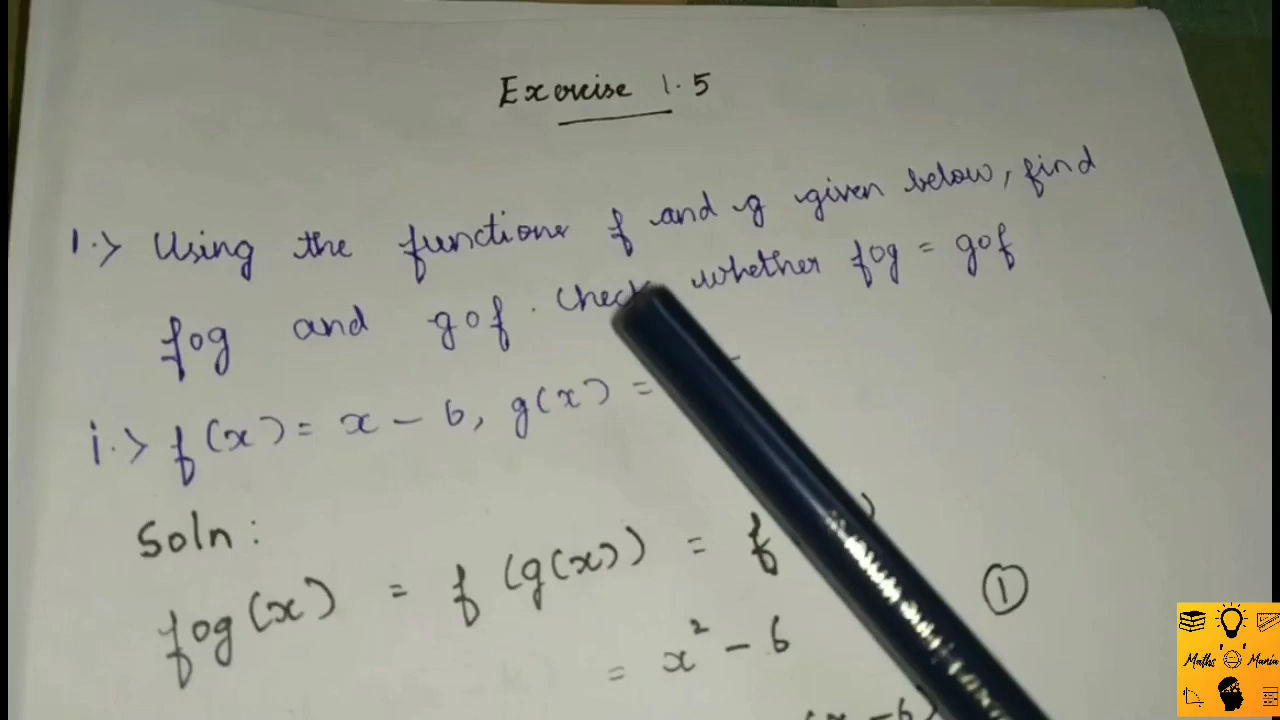 Exercise 1.5
1.> Using the functions f and g given below, find
fog and gof. Check whether fog = gof
i.> f(x) = x - 6, g(x) =
Soln:
fog(x) = f(g(x)) = f
①
= x² - 6
(x - 6)
Maths Mania